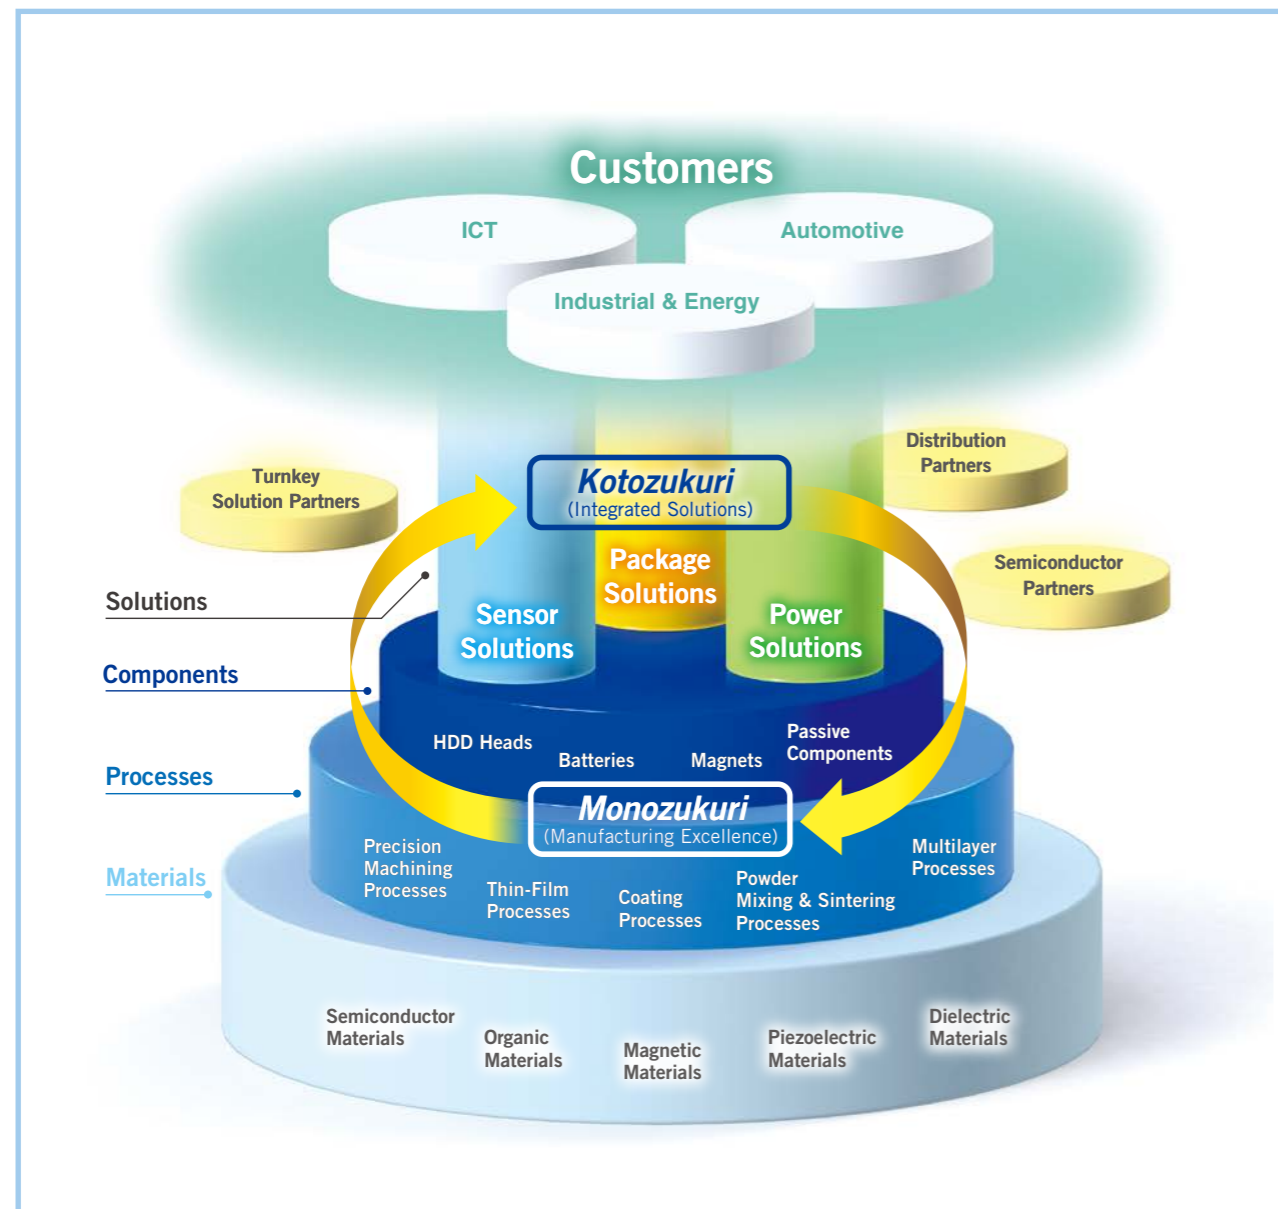 Customers
ICT
Automotive
Industrial & Energy
Distribution
Partners
Turnkey
Solution Partners
Kotozukuri
(Integrated Solutions)
Semiconductor
Partners
Package
Solutions
Solutions
Sensor
Solutions
Power
Solutions
Components
HDD Heads
Batteries
Magnets
Passive
Components
Processes
Monozukuri
(Manufacturing Excellence)
Precision
Machining
Processes
Thin-Film
Processes
Coating
Processes
Powder
Mixing & Sintering
Processes
Multilayer
Processes
Materials
Semiconductor
Materials
Organic
Materials
Magnetic
Materials
Piezoelectric
Materials
Dielectric
Materials